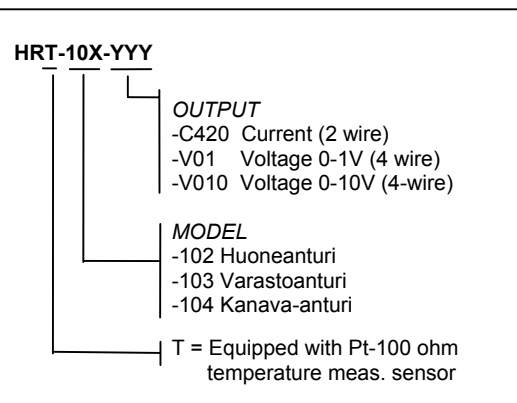 HRT-10X-YYY
OUTPUT
-C420 Current (2 wire)
-V01 Voltage 0-1V (4 wire)
-V010 Voltage 0-10V (4-wire)
MODEL
-102 Huoneanturi
-103 Varastoanturi
-104 Kanava-anturi
T = Equipped with Pt-100 ohm
temperature meas. sensor